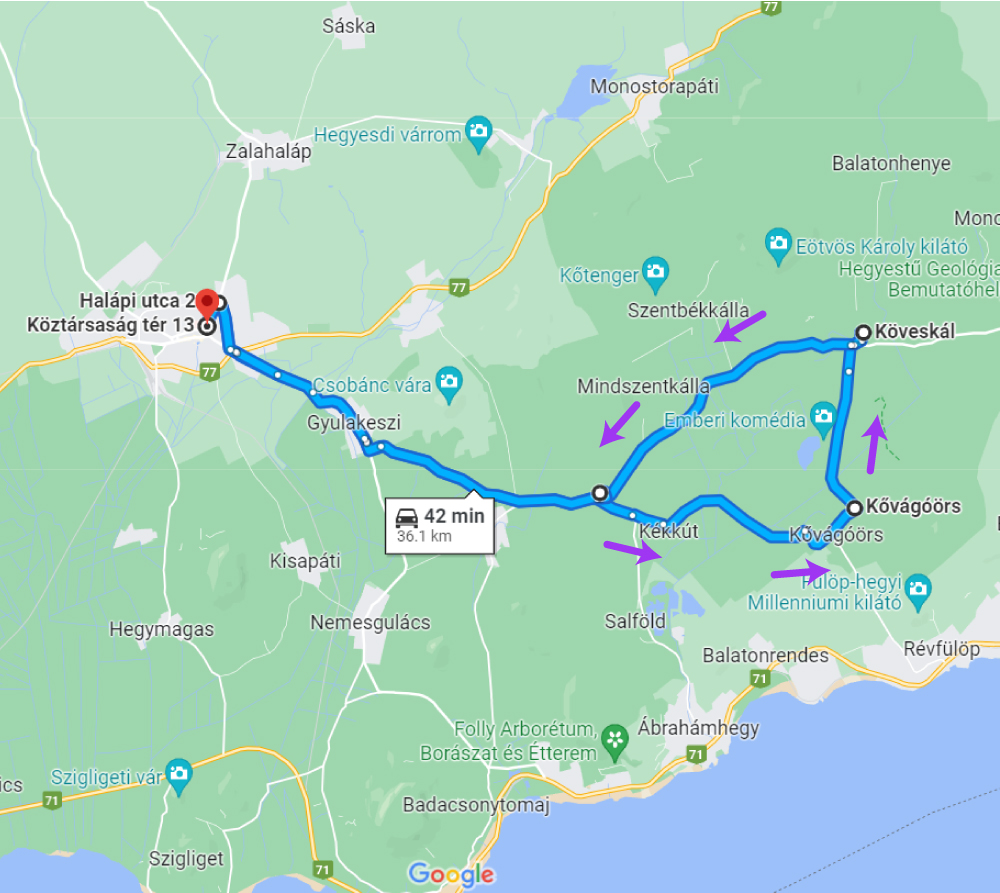 77
Sáska
Monostorapáti
Hegyesdi várrom
Zalahaláp
Balatonhenye
Eötvös Károly kilátó
Hegyestű Geológia
Bemutatóhel
Kőtenger
77
Halápi utca 2
Köztársaság tér 13
Szentbékkálla
Köveskál
77
Csobánc vára
Mindszentkálla
Gyulakeszi
Emberi komédia
42 min
36.1 km
Kővágóörs
Kékkút
Kővágóörs
Kisapáti
Fülöp-hegyi
Millenniumi kilátó
Hegymagas
Nemesgulács
Salföld
Révfülöp
Balatonrendes
71
Folly Arborétum,
Borászat és Étterem
Ábrahámhegy
71
Szigligeti vár
71
Badacsonytomaj
Szigliget
71
Google